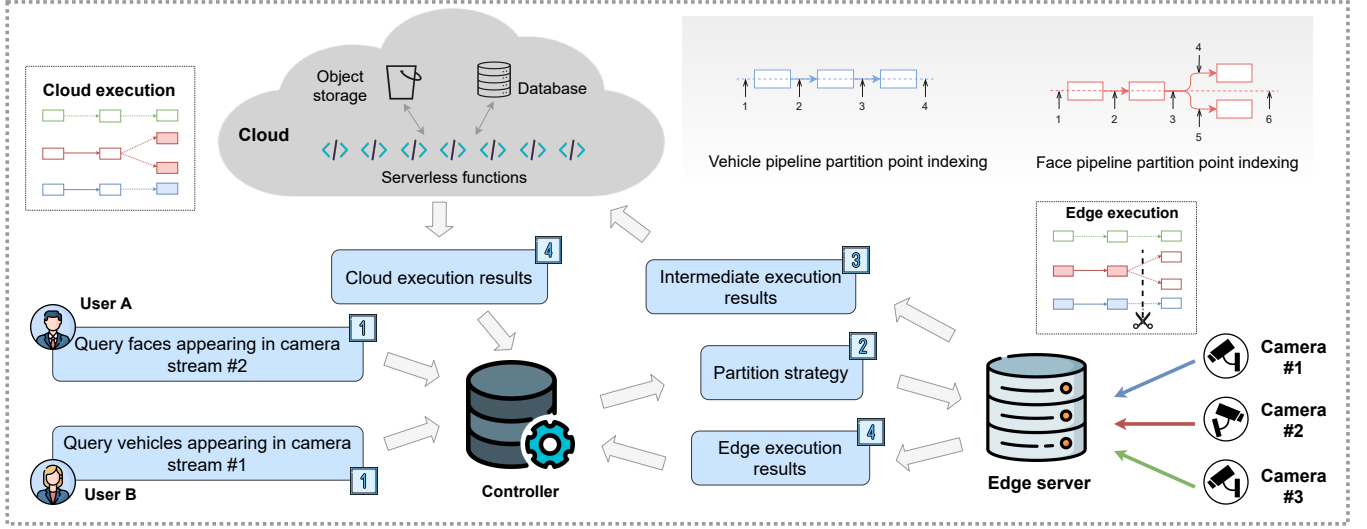 Cloud execution
Object
storage
Database
Cloud
</> </> </> </> </> </> </>
Serverless functions
1
2
3
4
Vehicle pipeline partition point indexing
1
2
3
4
5
6
Face pipeline partition point indexing
Edge execution
4
Cloud execution results
3
Intermediate execution
results
User A
1
Query faces appearing in camera
stream #2
2
Partition strategy
Query vehicles appearing in camera
stream #1
1
User B
Controller
4
Edge execution
results
Edge server
Camera
#1
Camera
#2
Camera
#3